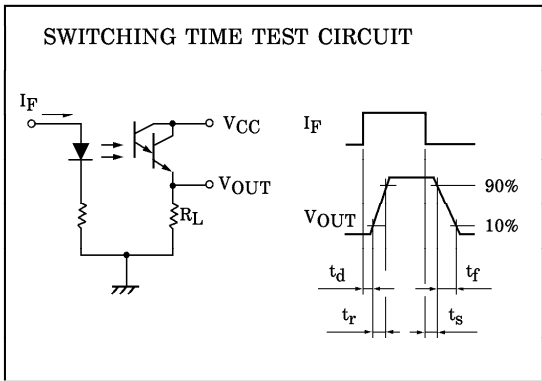 SWITCHING TIME TEST CIRCUIT
IF
VCC
VOUT
RL
IF
VOUT
90%
10%
td
tf
tr
ts